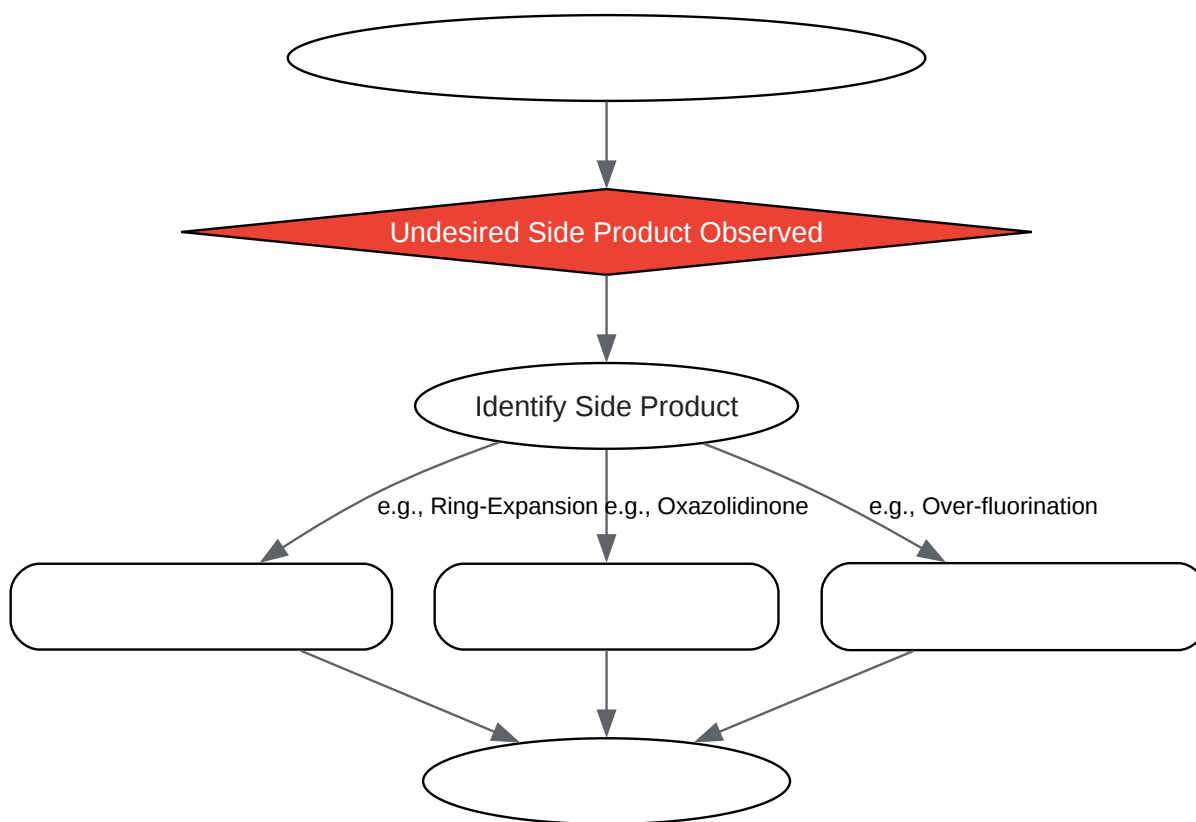 Undesired Side Product Observed
Identify Side Product
e.g., Ring-Expansion
e.g., Oxazolidinone
e.g., Over-fluorination